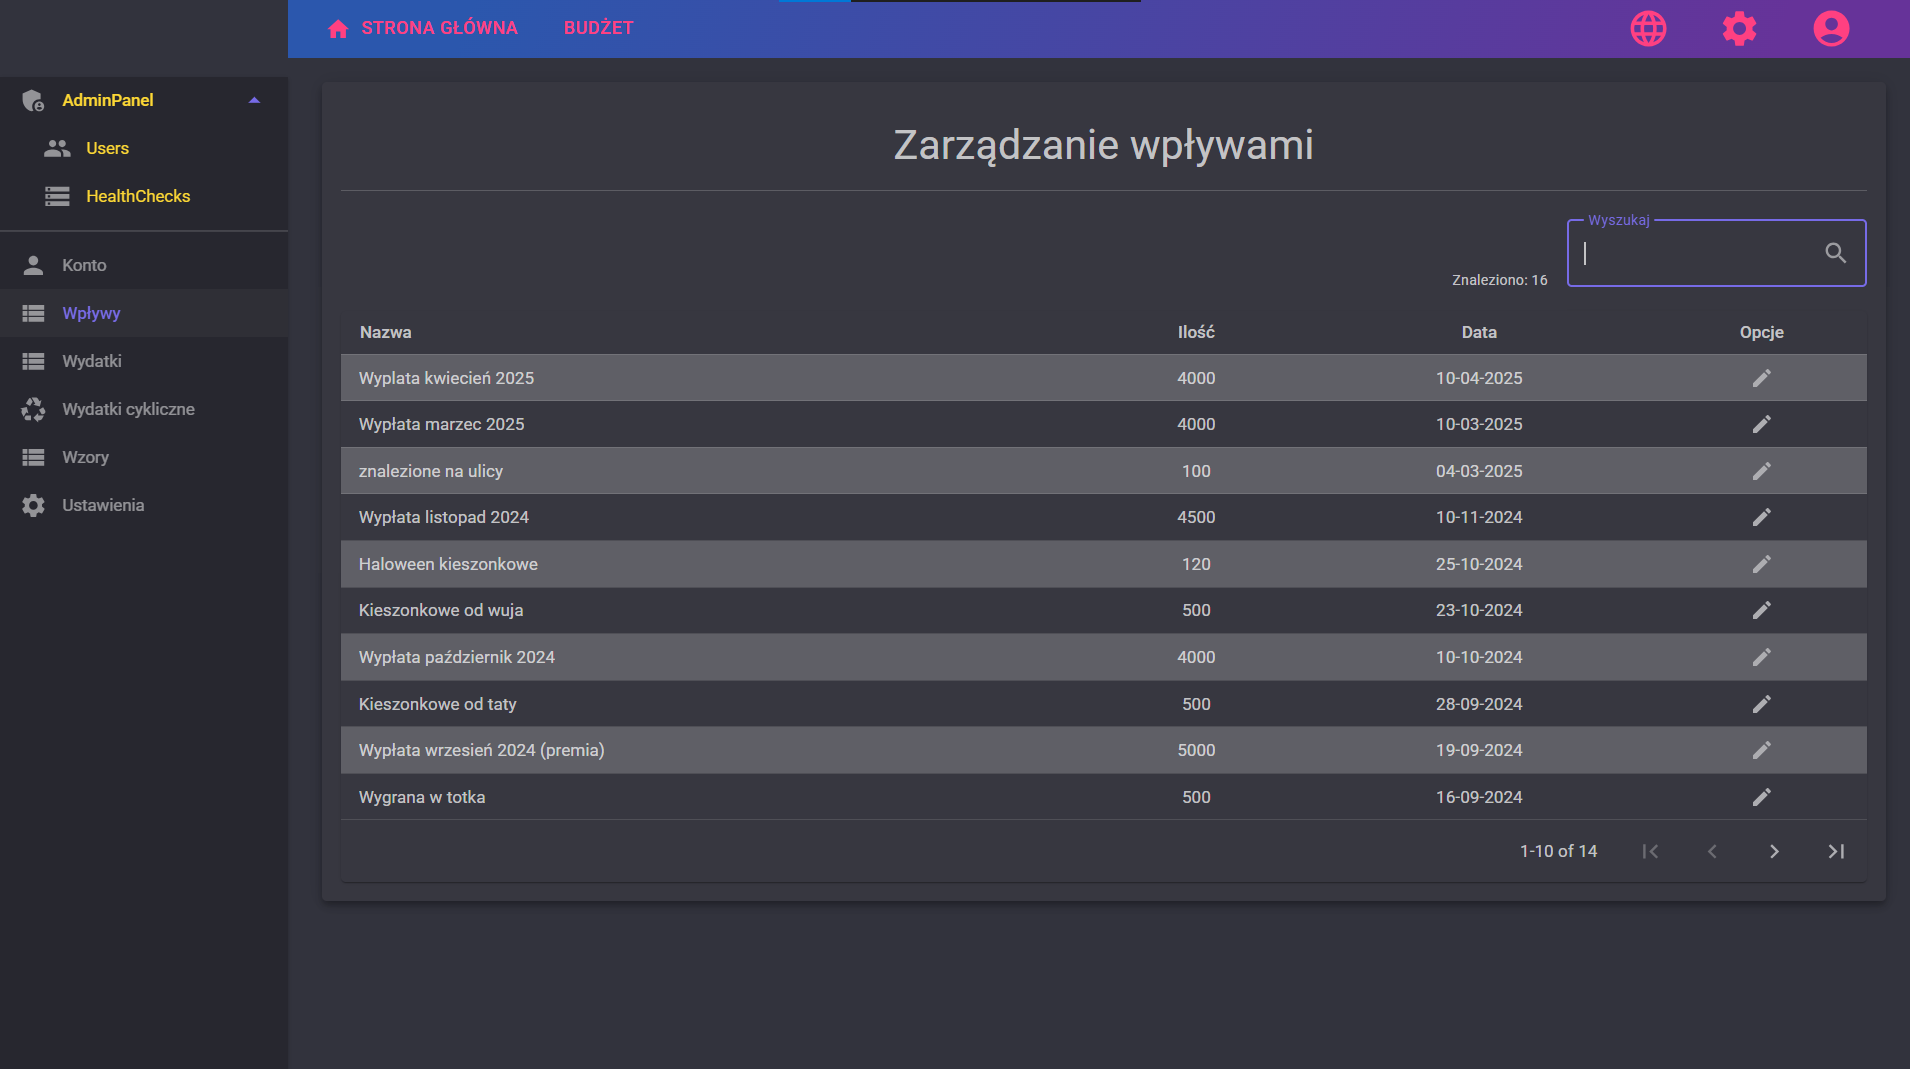 STRONA GŁÓWNA BUDŻET
AdminPanel
Users
HealthChecks
Konto
Wpływy
Wydatki
Wydatki cykliczne
Wzory
Ustawienia
Zarządzanie wpływami
Wyszukaj
Znaleziono: 16
Nazwa Ilość Data Opcje
Wyplata kwiecień 2025 4000 10-04-2025
Wypłata marzec 2025 4000 10-03-2025
znalezione na ulicy 100 04-03-2025
Wypłata listopad 2024 4500 10-11-2024
Haloween kieszonkowe 120 25-10-2024
Kieszonkowe od wuja 500 23-10-2024
Wypłata październik 2024 4000 10-10-2024
Kieszonkowe od taty 500 28-09-2024
Wypłata wrzesień 2024 (premia) 5000 19-09-2024
Wygrana w totka 500 16-09-2024
1-10 of 14